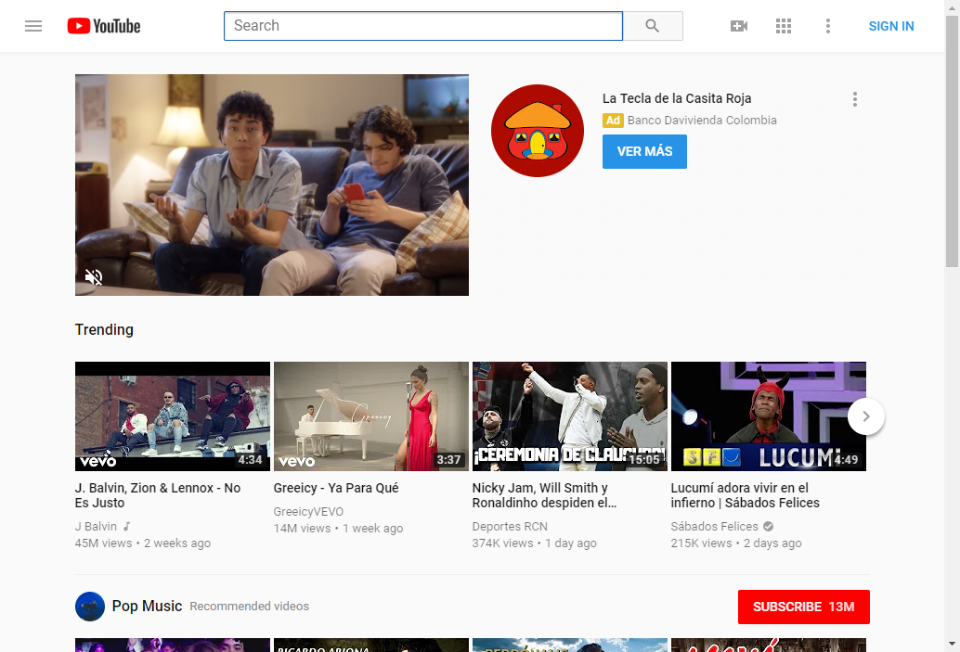 YouTube
Search
SIGN IN
La Tecla de la Casita Roja
Ad Banco Davivienda Colombia
VER MÁS
Trending
vevo
4:34
Greeicy
vevo
3:37
¡CEREMONIA DE
15:05
SFC LUCUMÍ
4:49
J. Balvin, Zion & Lennox - No
Es Justo
J Balvin
45M views • 2 weeks ago
Greeicy - Ya Para Qué
GreeicyVEVO
14M views • 1 week ago
Nicky Jam, Will Smith y
Ronaldinho despiden el...
Deportes RCN
374K views • 1 day ago
Lucumí adora vivir en el
infierno | Sábados Felices
Sábados Felices
215K views • 2 days ago
Pop Music Recommended videos
SUBSCRIBE 13M